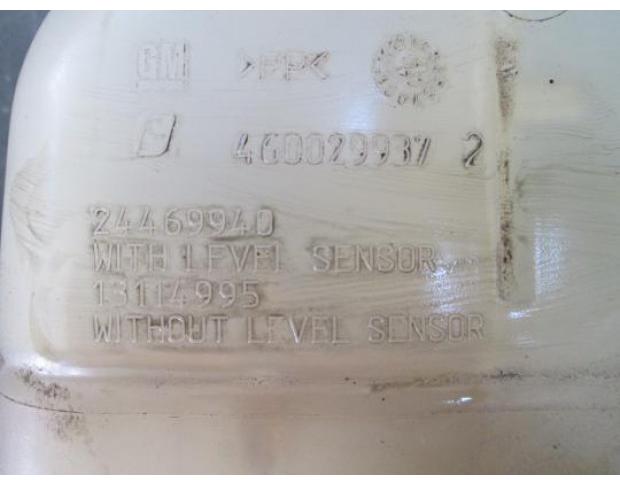 GM >PP<
460029937 2
24469940
WITH LEVEL SENSOR
13114995
WITHOUT LEVEL SENSOR